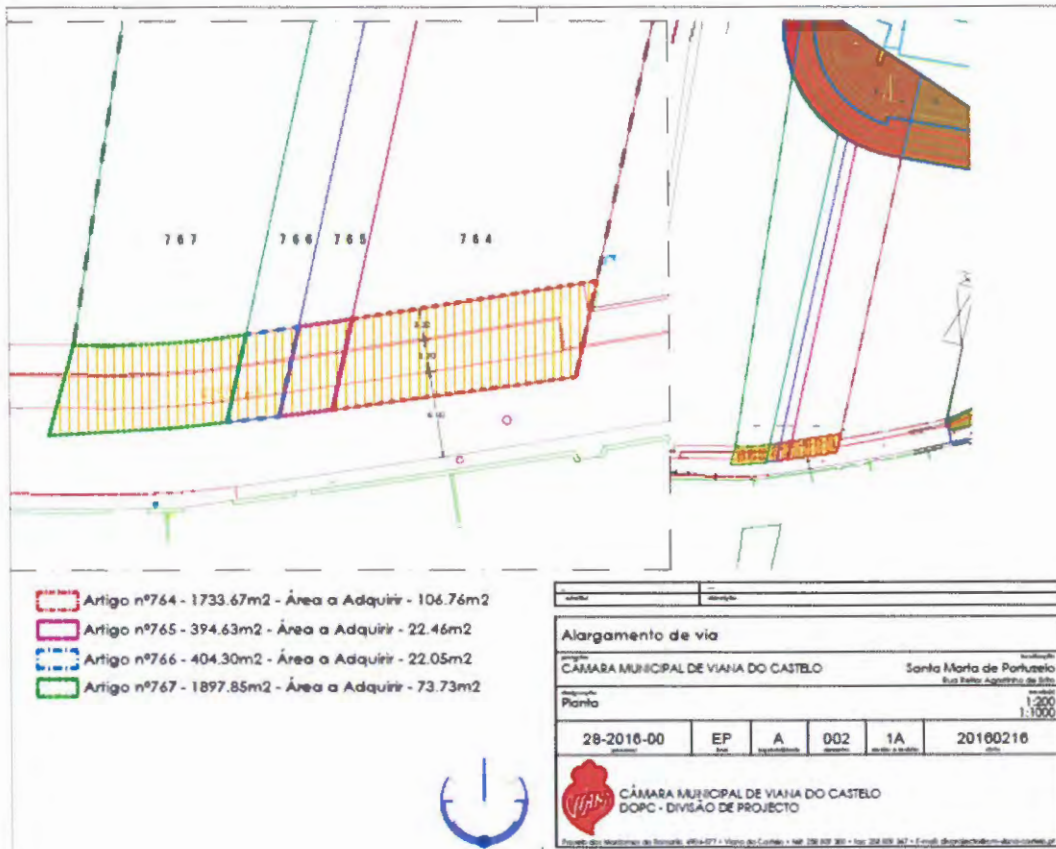 767
766
765
764
Artigo nº764 - 1733.67m2 - Área a Adquirir - 106.76m2
Artigo nº765 - 394.63m2 - Área a Adquirir - 22.46m2
Artigo nº766 - 404.30m2 - Área a Adquirir - 22.05m2
Artigo nº767 - 1897.85m2 - Área a Adquirir - 73.73m2
Alargamento de via
CÂMARA MUNICIPAL DE VIANA DO CASTELO
Santa Marta de Portuzelo
Planta
1:200
1:1000
28-2016-00 EP A 002 1A 20160216
CÂMARA MUNICIPAL DE VIANA DO CASTELO
DOPC - DIVISÃO DE PROJECTO